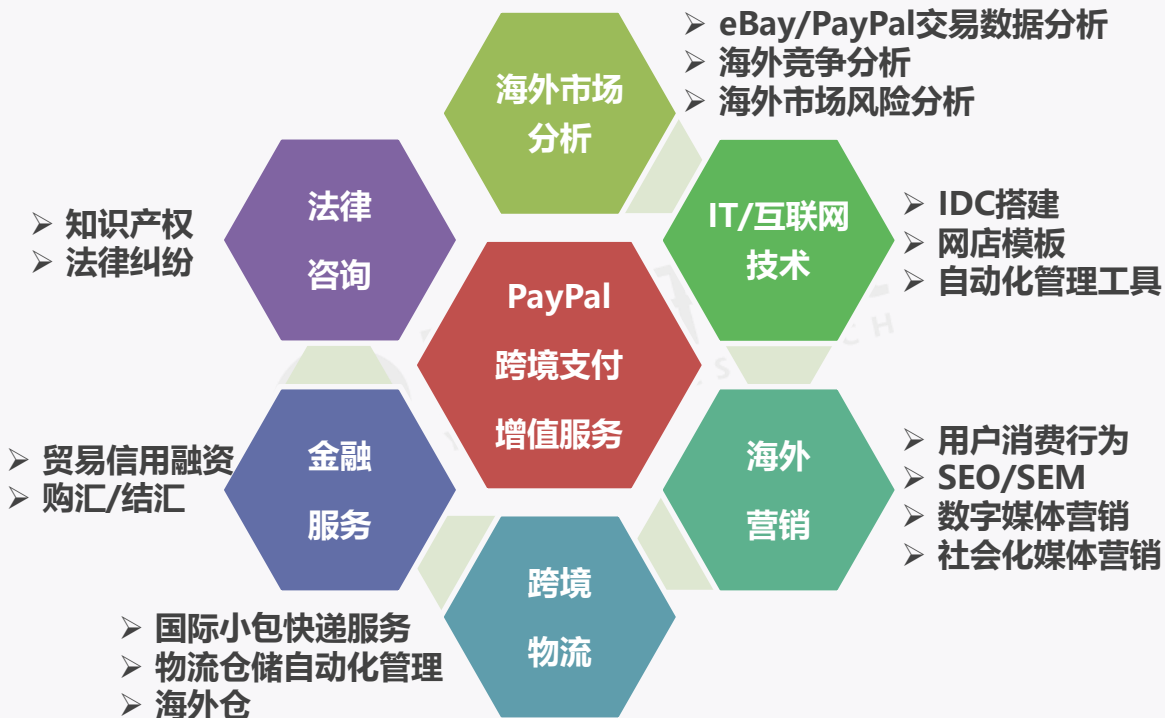 海外市场
分析
➢ eBay/PayPal交易数据分析
➢ 海外竞争分析
➢ 海外市场风险分析
法律
咨询
➢ 知识产权
➢ 法律纠纷
IT/互联网
技术
➢ IDC搭建
➢ 网店模板
➢ 自动化管理工具
PayPal
跨境支付
增值服务
金融
服务
➢ 贸易信用融资
➢ 购汇/结汇
海外
营销
➢ 用户消费行为
➢ SEO/SEM
➢ 数字媒体营销
➢ 社会化媒体营销
跨境
物流
➢ 国际小包快递服务
➢ 物流仓储自动化管理
➢ 海外仓